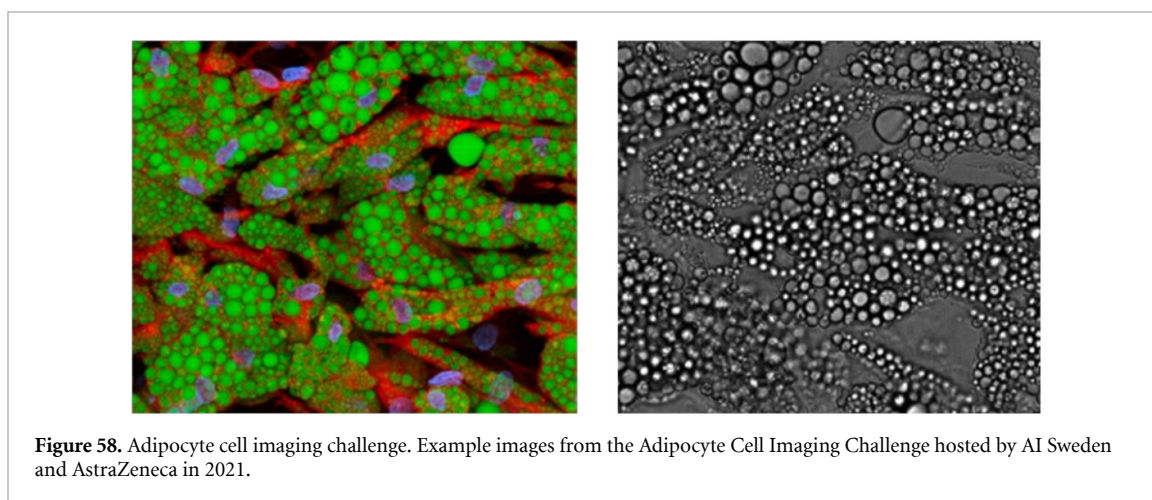 Figure 58. Adipocyte cell imaging challenge. Example images from the Adipocyte Cell Imaging Challenge hosted by AI Sweden
and AstraZeneca in 2021.